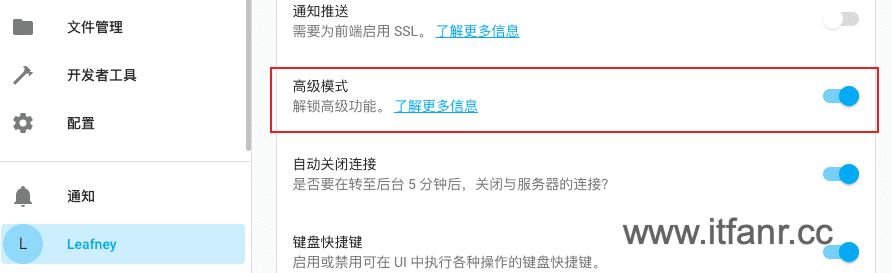 文件管理
开发者工具
配置
通知
L Leafney
通知推送
需要为前端启用 SSL。 了解更多信息
高级模式
解锁高级功能。 了解更多信息
自动关闭连接
是否要在转至后台 5 分钟后，关闭与服务器的连接?
键盘快捷键
启用或禁用可在 UI 中执行各种操作的键盘快捷键。
www.itfanr.cc